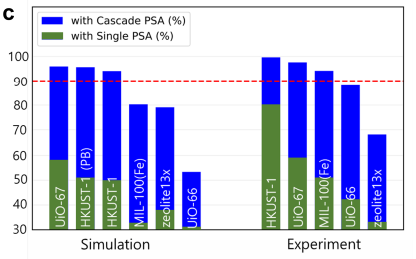 c
with Cascade PSA (%)
with Single PSA (%)
100
90
80
70
60
50
40
30
UiO-67
HKUST-1 (PB)
HKUST-1
MIL-100(Fe)
zeolite13x
UiO-66
HKUST-1
UiO-67
MIL-100(Fe)
UiO-66
zeolite13x
Simulation
Experiment